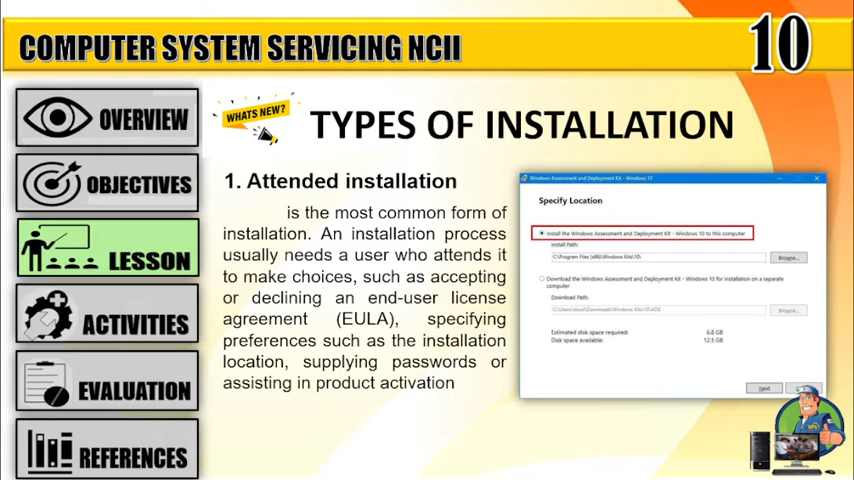 COMPUTER SYSTEM SERVICING NCII
10
OVERVIEW
OBJECTIVES
LESSON
ACTIVITIES
EVALUATION
REFERENCES
WHATS NEW?
TYPES OF INSTALLATION
1. Attended installation
is the most common form of
installation. An installation process
usually needs a user who attends it
to make choices, such as accepting
or declining an end-user license
agreement (EULA), specifying
preferences such as the installation
location, supplying passwords or
assisting in product activation
Windows Assessment and Deployment Kit - Windows 10
Specify Location
Install the Windows Assessment and Deployment Kit - Windows 10 to this computer
Install Path:
C:\Program Files (x86)\Windows Kits\10\
Browse...
Download the Windows Assessment and Deployment Kit - Windows 10 for installation on a separate
computer
Download Path:
Browse...
Estimated disk space required: 6.8 GB
Disk space available: 12.5 GB
Next